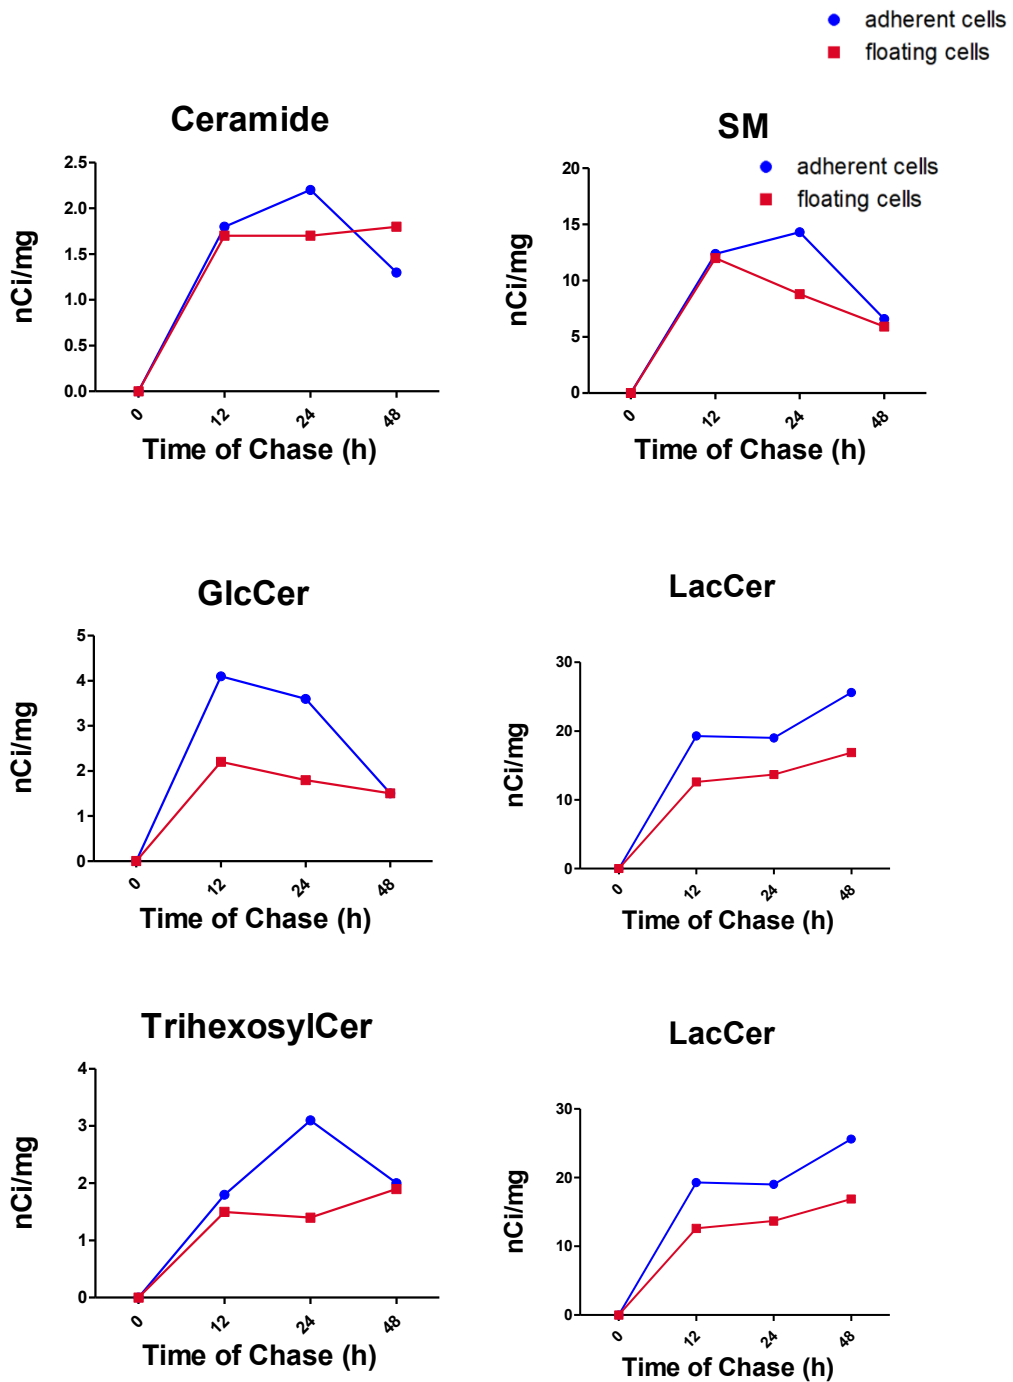 adherent cells
floating cells
Ceramide
2.5
2.0
1.5
1.0
0.5
0.0
nCi/mg
0 12 24 48
Time of Chase (h)
SM
adherent cells
floating cells
20
15
10
5
0
nCi/mg
0 12 24 48
Time of Chase (h)
GlcCer
5
4
3
2
1
0
nCi/mg
0 12 24 48
Time of Chase (h)
LacCer
30
20
10
0
nCi/mg
0 12 24 48
Time of Chase (h)
TrihexosylCer
4
3
2
1
0
nCi/mg
0 12 24 48
Time of Chase (h)
LacCer
30
20
10
0
nCi/mg
0 12 24 48
Time of Chase (h)